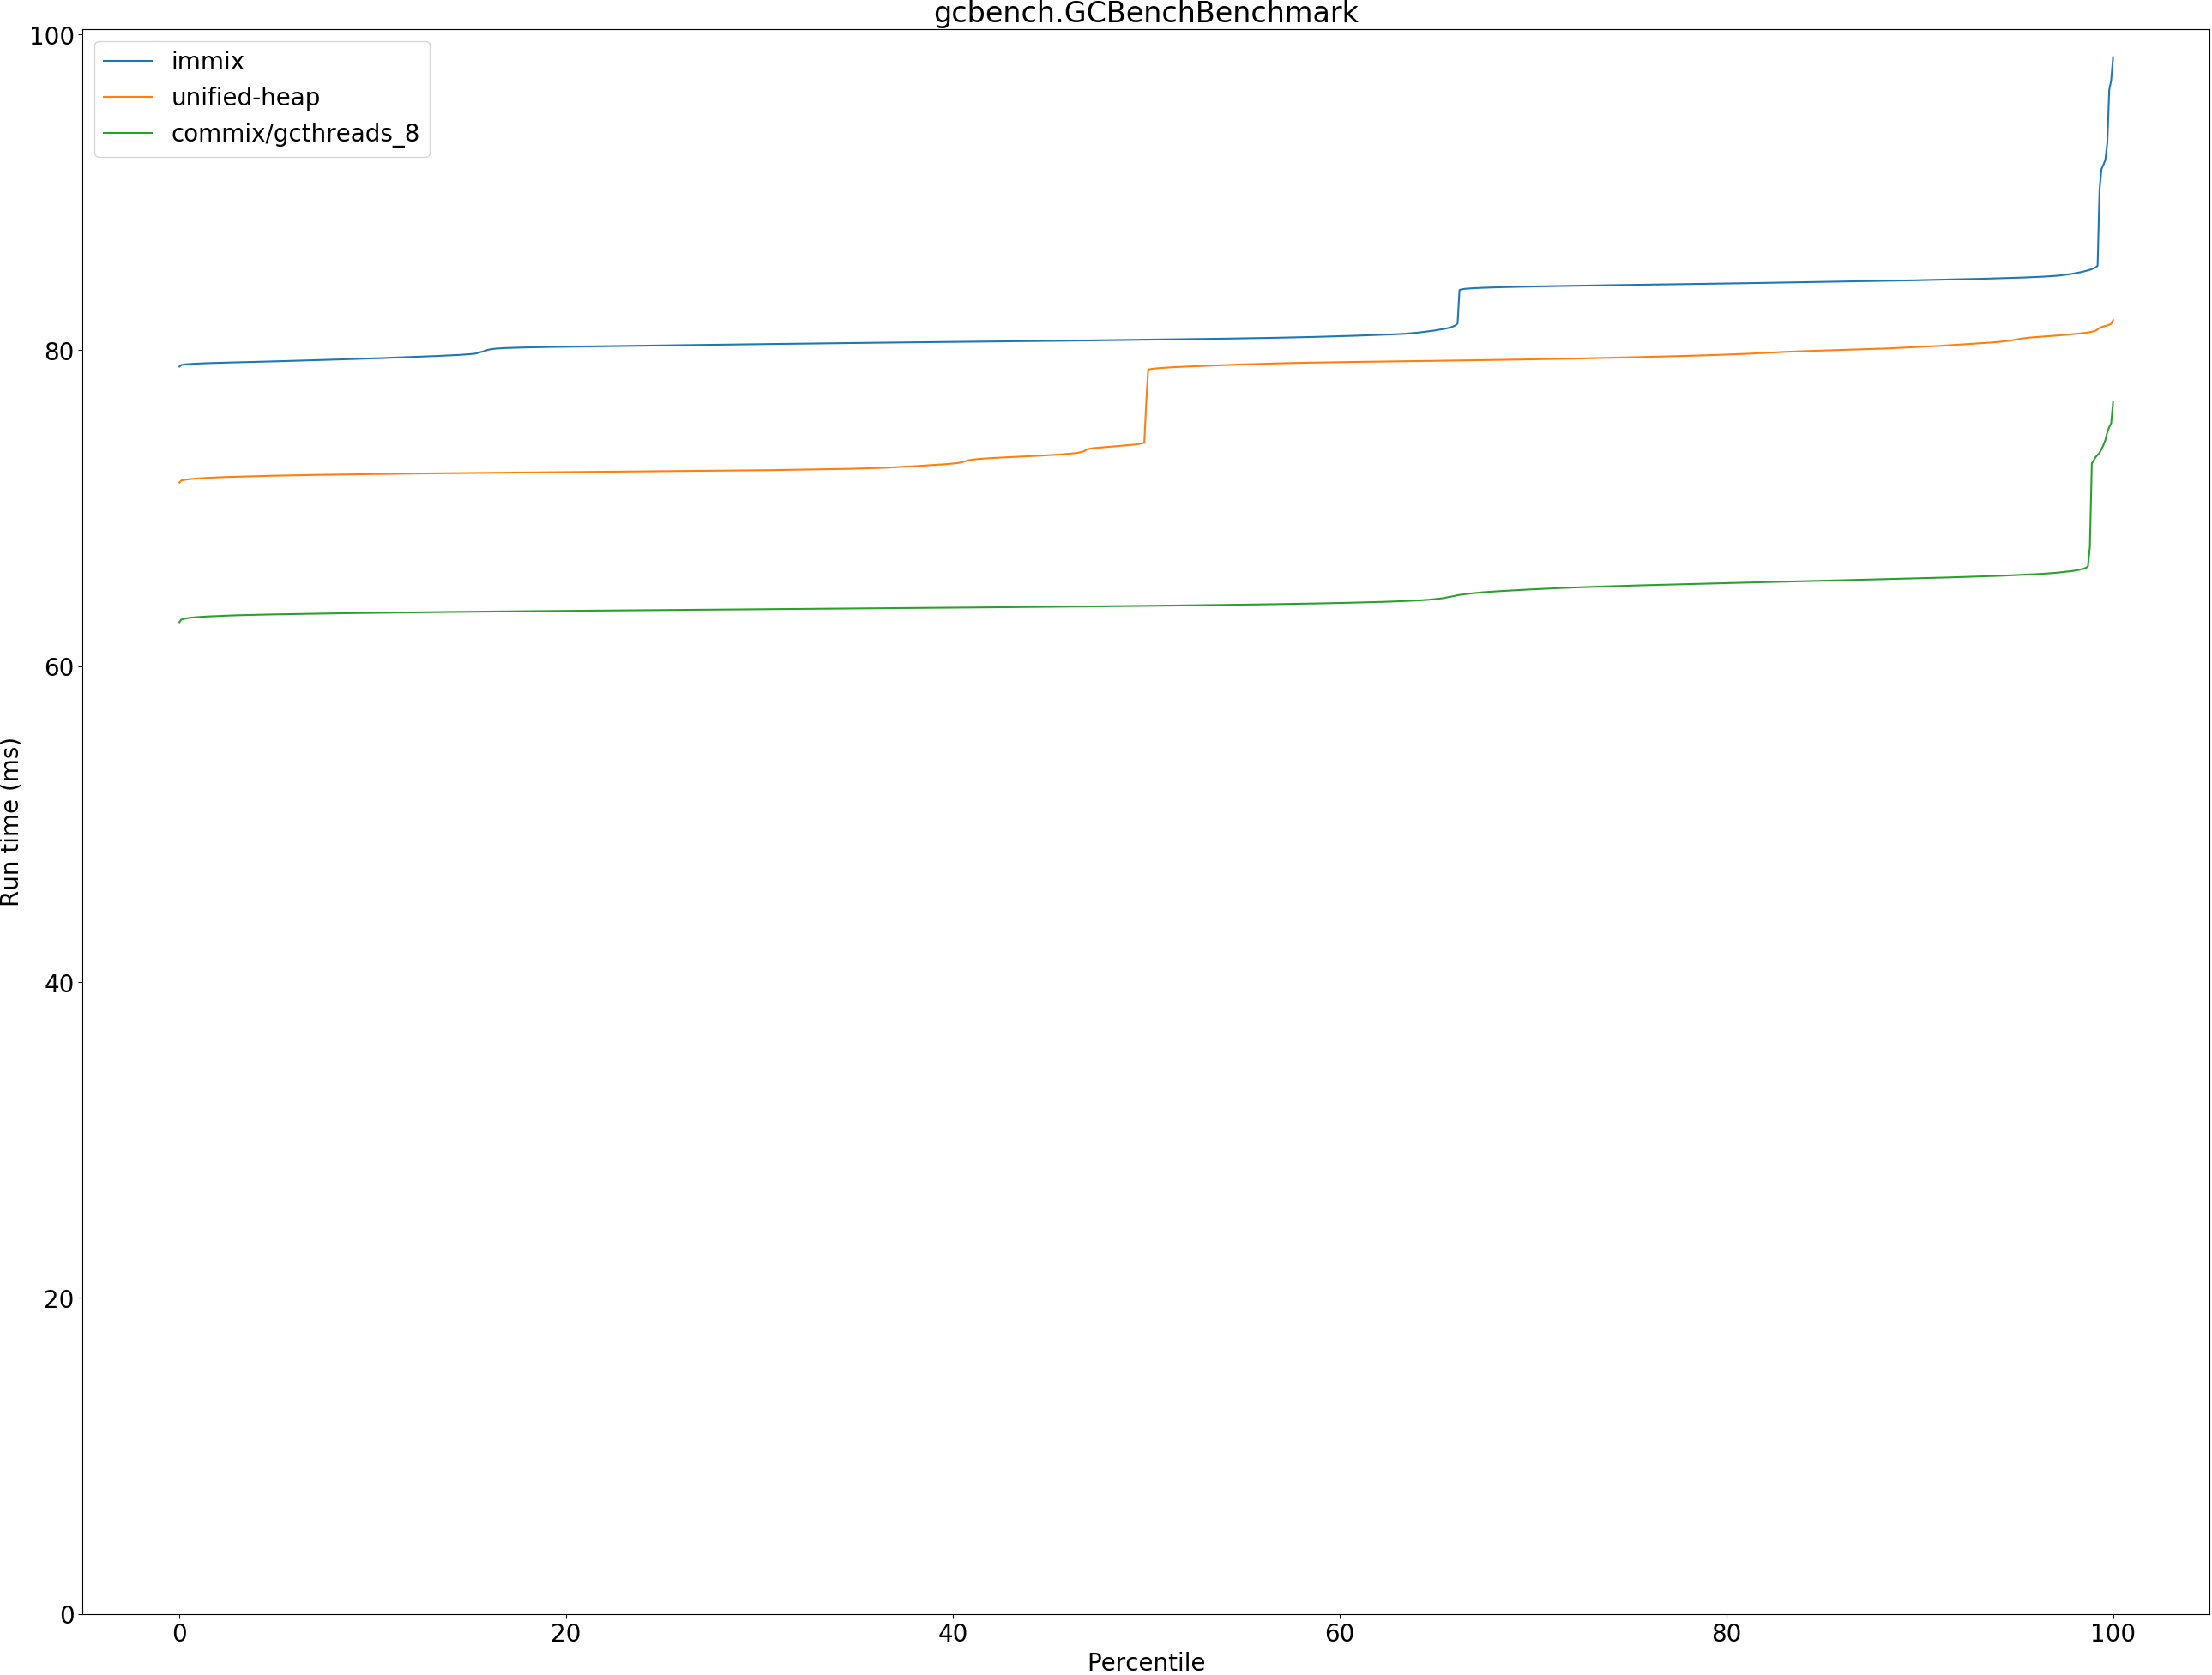 gcbench.GCBenchBenchmark
immix
unified-heap
commix/gcthreads_8
Run time (ms)
100
80
60
40
20
0
0 20 40 60 80 100
Percentile